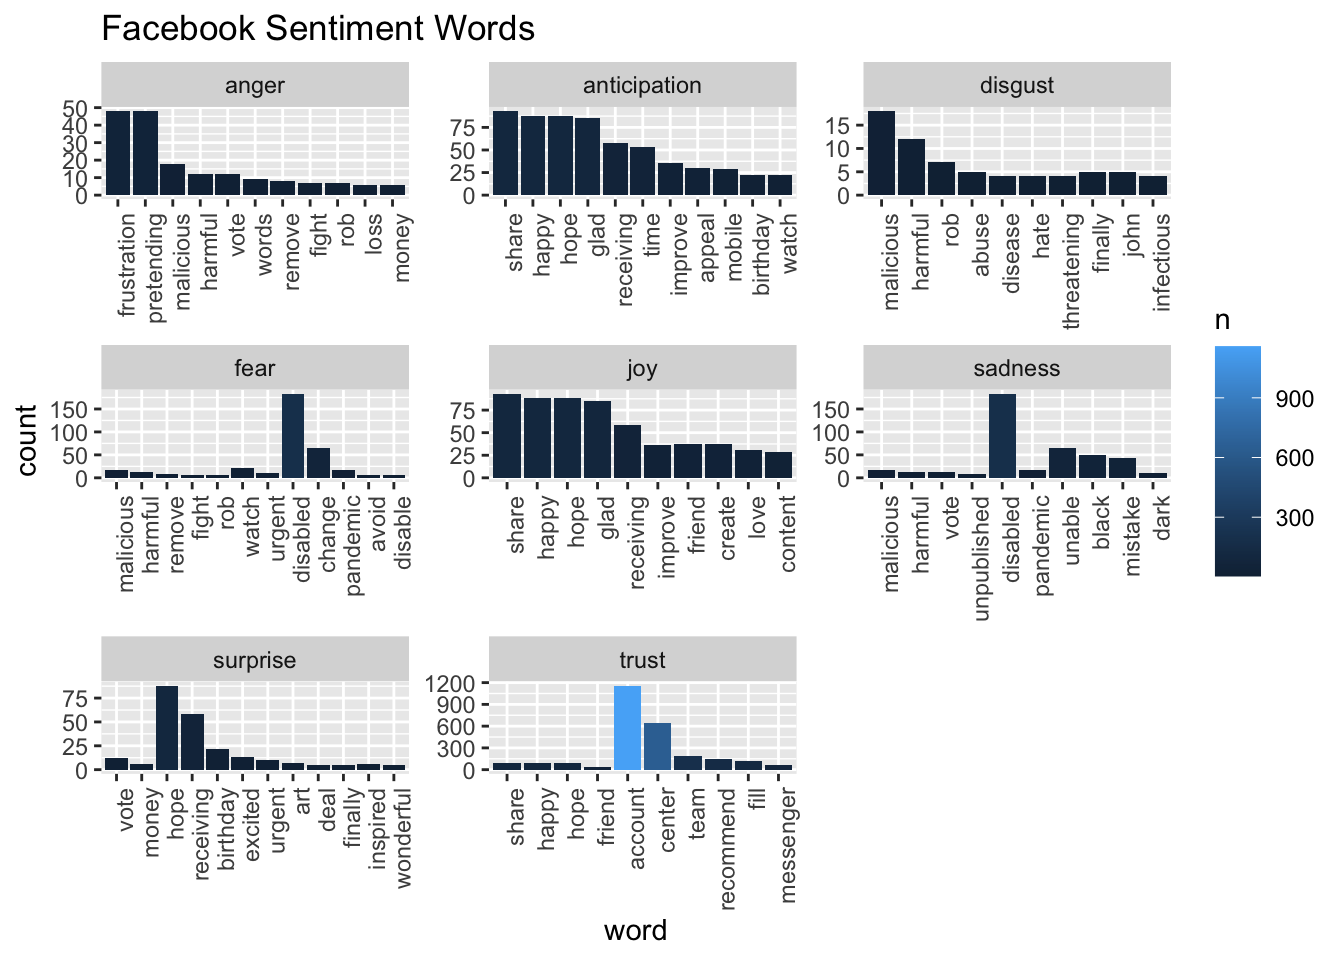 Facebook Sentiment Words
anger
anticipation
disgust
50
40
30
20
10
0
75
50
25
0
15
10
5
0
frustration
pretending
malicious
harmful
vote
words
remove
fight
rob
loss
money
share
happy
hope
glad
receiving
time
improve
appeal
mobile
birthday
watch
malicious
harmful
rob
abuse
disease
hate
threatening
finally
john
infectious
fear
joy
sadness
150
100
50
0
75
50
25
0
150
100
50
0
malicious
harmful
remove
fight
rob
watch
urgent
disabled
change
pandemic
avoid
disable
share
happy
hope
glad
receiving
improve
friend
create
love
content
malicious
harmful
vote
unpublished
disabled
pandemic
unable
black
mistake
dark
surprise
trust
75
50
25
0
1200
900
600
300
0
vote
money
hope
receiving
birthday
excited
urgent
art
deal
finally
inspired
wonderful
share
happy
hope
friend
account
center
team
recommend
fill
messenger
count
word
n
900
600
300